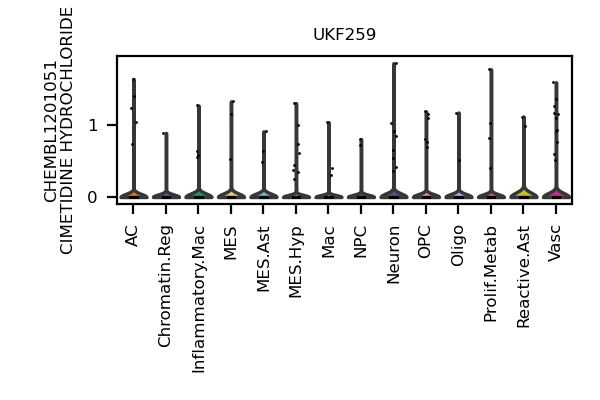 UKF259
CHEMBL1201051
CIMETIDINE HYDROCHLORIDE
1
0
AC
Chromatin.Reg
Inflammatory.Mac
MES
MES.Ast
MES.Hyp
Mac
NPC
Neuron
OPC
Oligo
Prolif.Metab
Reactive.Ast
Vasc